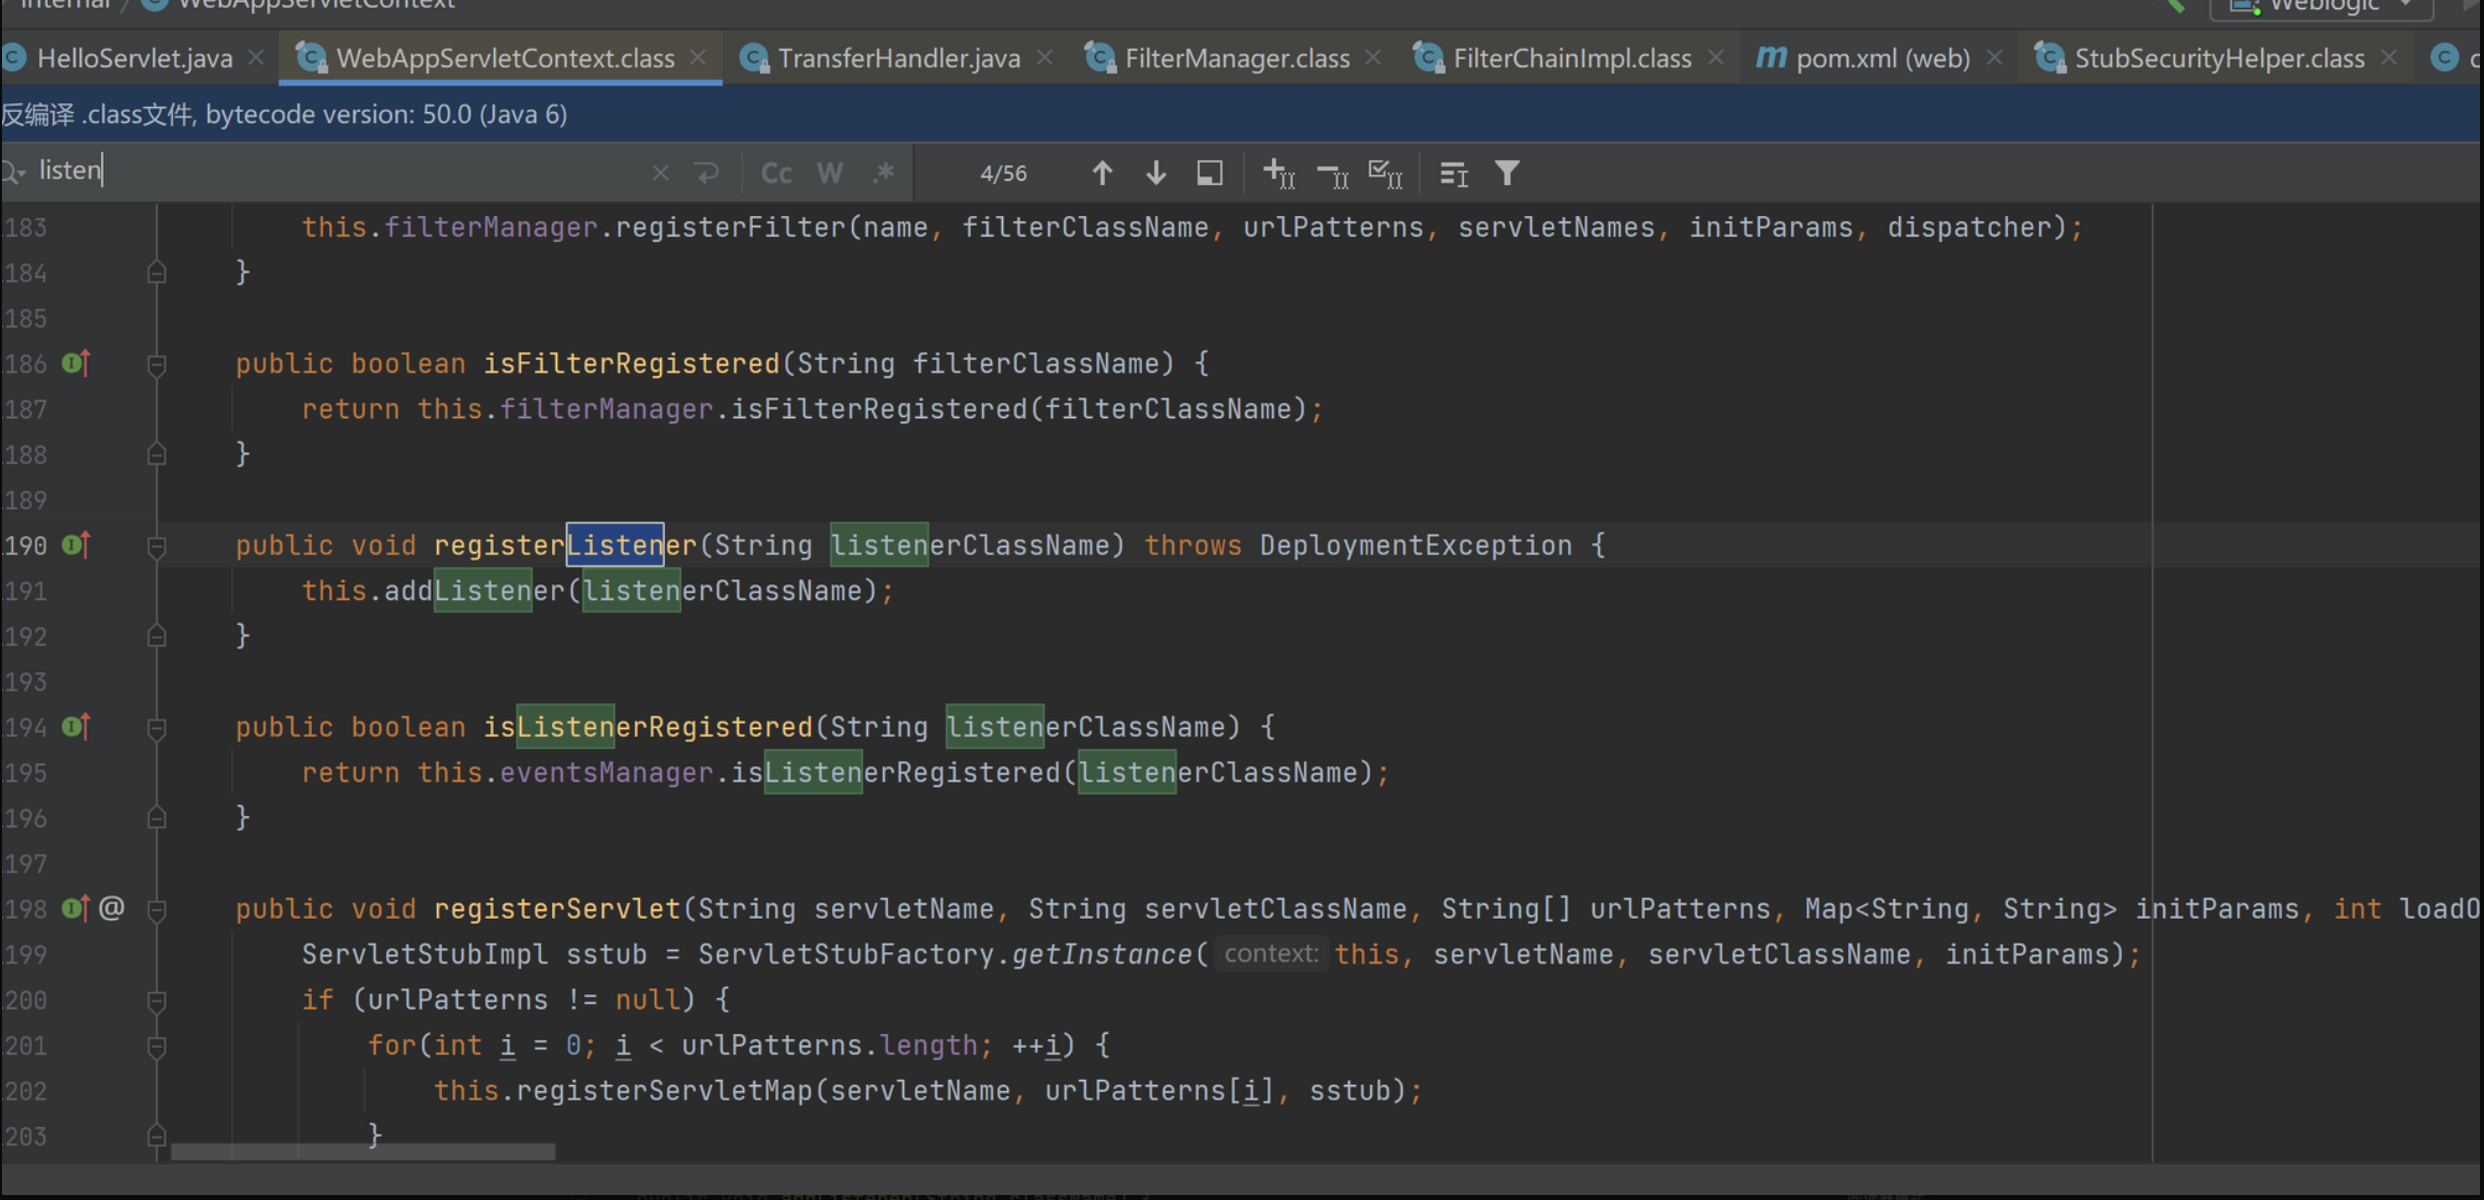 internal / WebAppServletContext
Weblogic
HelloServlet.java WebAppServletContext.class TransferHandler.java FilterManager.class FilterChainImpl.class pom.xml (web) StubSecurityHelper.class
反编译 .class文件, bytecode version: 50.0 (Java 6)
listen Cc W .* 4/56
183 this.filterManager.registerFilter(name, filterClassName, urlPatterns, servletNames, initParams, dispatcher);
184 }
185
186 public boolean isFilterRegistered(String filterClassName) {
187 return this.filterManager.isFilterRegistered(filterClassName);
188 }
189
190 public void registerListener(String listenerClassName) throws DeploymentException {
191 this.addListener(listenerClassName);
192 }
193
194 public boolean isListenerRegistered(String listenerClassName) {
195 return this.eventsManager.isListenerRegistered(listenerClassName);
196 }
197
198 @ public void registerServlet(String servletName, String servletClassName, String[] urlPatterns, Map<String, String> initParams, int loadO
199 ServletStubImpl sstub = ServletStubFactory.getInstance( context: this, servletName, servletClassName, initParams);
200 if (urlPatterns != null) {
201 for(int i = 0; i < urlPatterns.length; ++i) {
202 this.registerServletMap(servletName, urlPatterns[i], sstub);
203 }